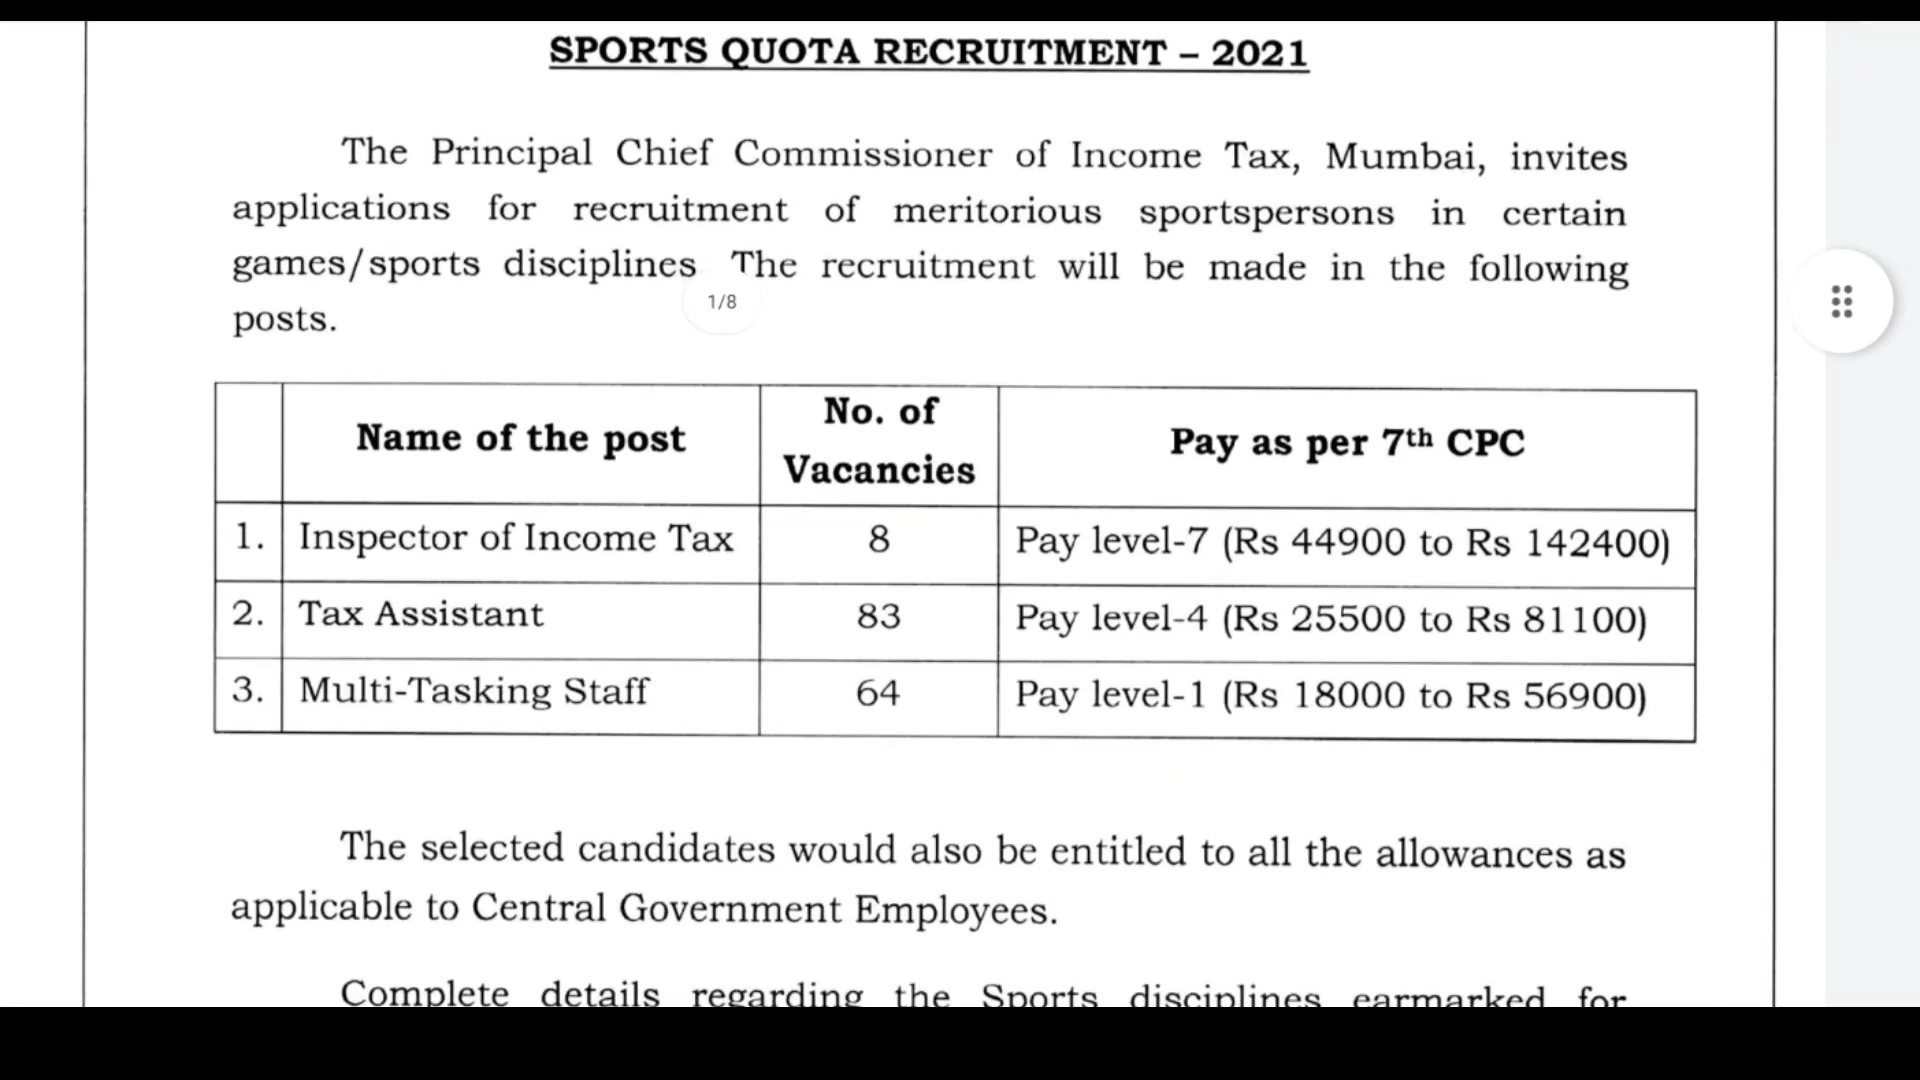 SPORTS QUOTA RECRUITMENT – 2021
The Principal Chief Commissioner of Income Tax, Mumbai, invites
applications for recruitment of meritorious sportspersons in certain
games/sports disciplines The recruitment will be made in the following
1/8
posts.
Name of the post
No. of
Vacancies
Pay as per 7th CPC
1. Inspector of Income Tax 8 Pay level-7 (Rs 44900 to Rs 142400)
2. Tax Assistant 83 Pay level-4 (Rs 25500 to Rs 81100)
3. Multi-Tasking Staff 64 Pay level-1 (Rs 18000 to Rs 56900)
The selected candidates would also be entitled to all the allowances as
applicable to Central Government Employees.
Complete details regarding the Sports disciplines earmarked for